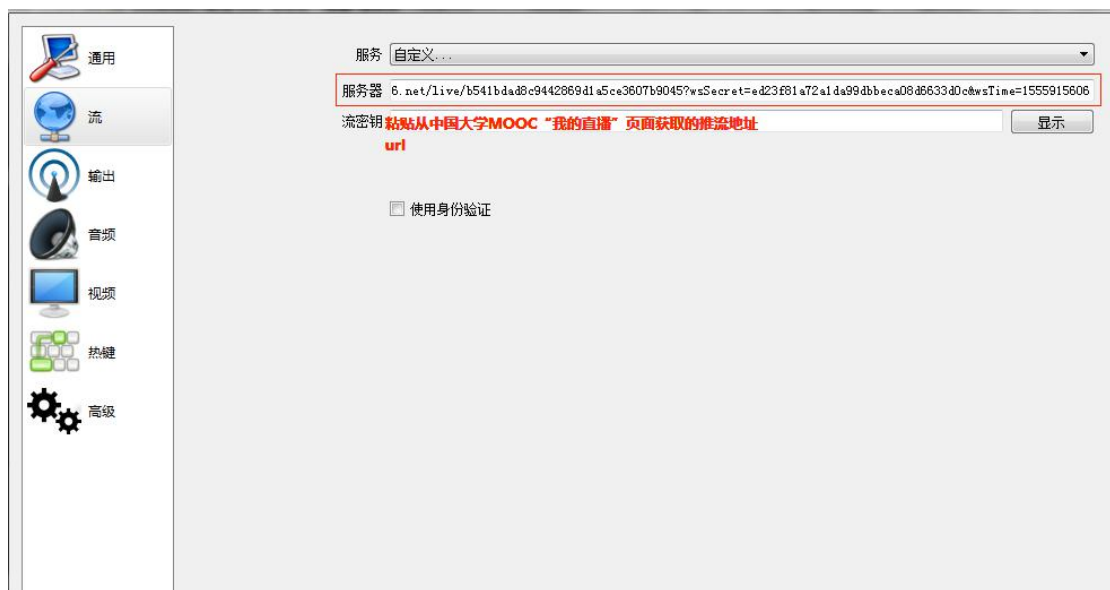 通用
流
输出
音频
视频
热键
高级
服务 自定义...
服务器 6.net/live/b541bdad8c9442869d1a5ce3607b9045?wsSecret=ed23f81a72a1da99dbbeca08d6633d0c&wsTime=1555915606
流密钥 粘贴从中国大学MOOC“我的直播”页面获取的推流地址 显示
url
使用身份验证